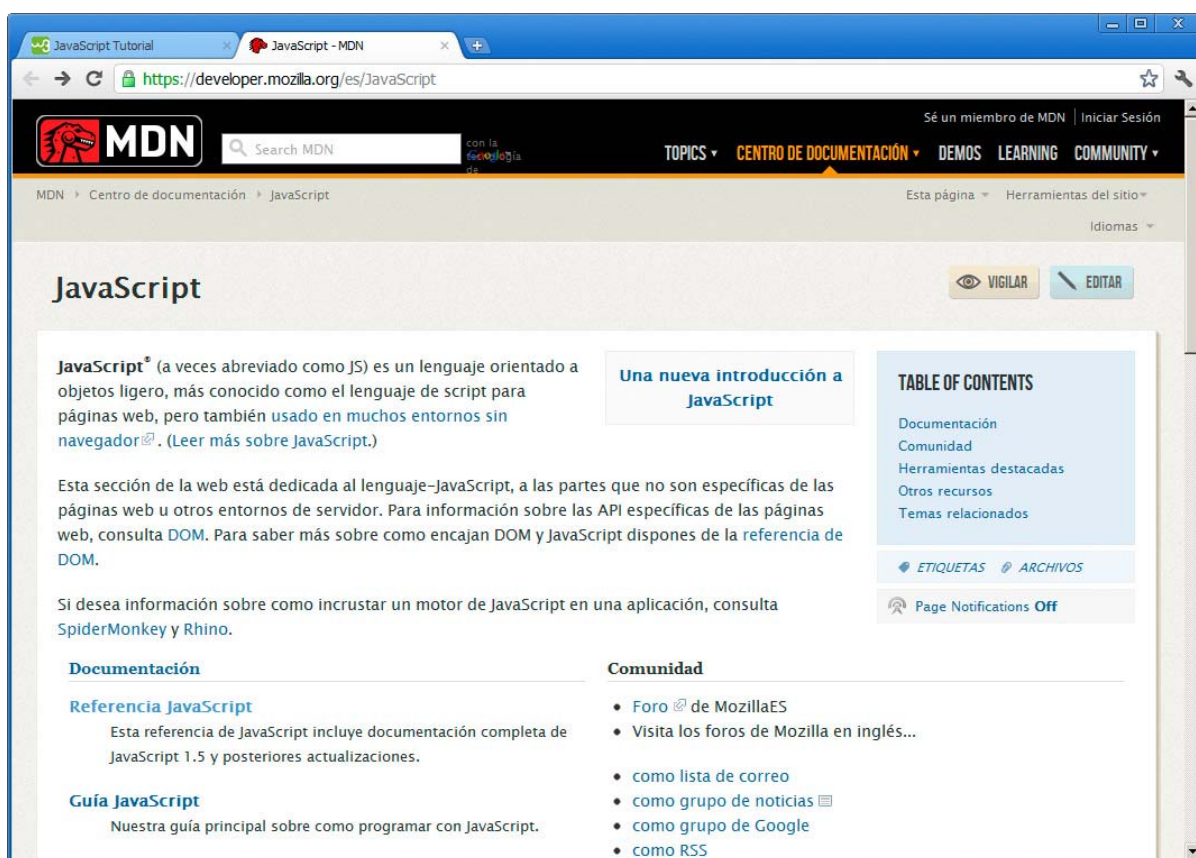 JavaScript Tutorial
JavaScript - MDN
https://developer.mozilla.org/es/JavaScript
Sé un miembro de MDN | Iniciar Sesión
MDN
Search MDN
con la
tecnología
de
TOPICS ▾ CENTRO DE DOCUMENTACIÓN ▾ DEMOS LEARNING COMMUNITY ▾
MDN ▸ Centro de documentación ▸ JavaScript
Esta página ▾ Herramientas del sitio ▾
Idiomas ▾
JavaScript
VIGILAR
EDITAR
JavaScript® (a veces abreviado como JS) es un lenguaje orientado a
objetos ligero, más conocido como el lenguaje de script para
páginas web, pero también usado en muchos entornos sin
navegador. (Leer más sobre JavaScript.)
Una nueva introducción a
JavaScript
Esta sección de la web está dedicada al lenguaje-JavaScript, a las partes que no son específicas de las
páginas web u otros entornos de servidor. Para información sobre las API específicas de las páginas
web, consulta DOM. Para saber más sobre como encajan DOM y JavaScript dispones de la referencia de
DOM.
Si desea información sobre como incrustar un motor de JavaScript en una aplicación, consulta
SpiderMonkey y Rhino.
TABLE OF CONTENTS
Documentación
Comunidad
Herramientas destacadas
Otros recursos
Temas relacionados
ETIQUETAS ARCHIVOS
Page Notifications Off
Documentación
Referencia JavaScript
Esta referencia de JavaScript incluye documentación completa de
JavaScript 1.5 y posteriores actualizaciones.
Guía JavaScript
Nuestra guía principal sobre como programar con JavaScript.
Comunidad
• Foro de MozillaES
• Visita los foros de Mozilla en inglés...
• como lista de correo
• como grupo de noticias
• como grupo de Google
• como RSS